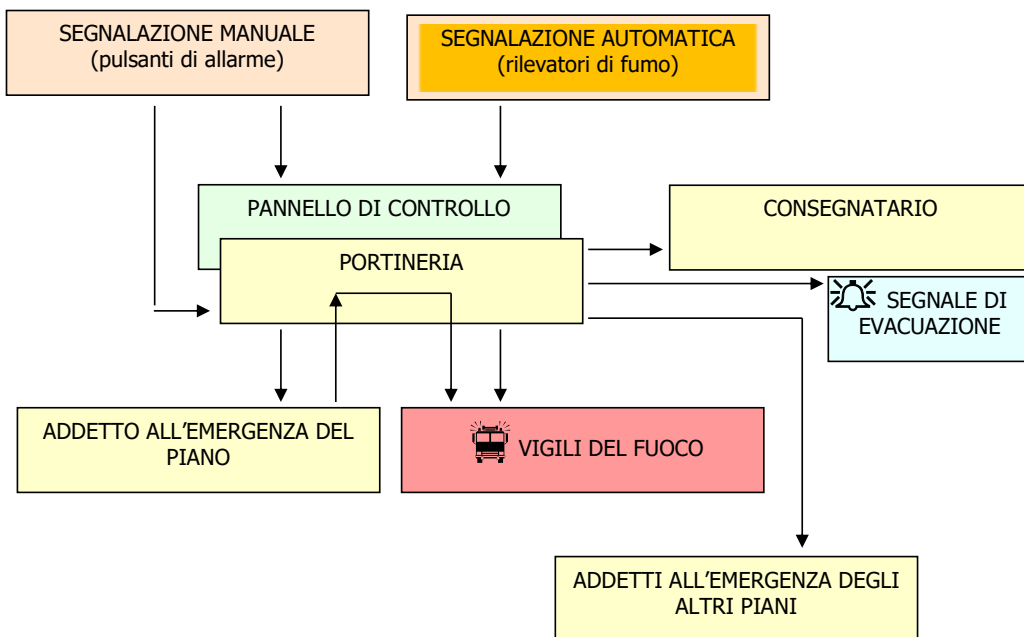 SEGNALAZIONE MANUALE
(pulsanti di allarme)
SEGNALAZIONE AUTOMATICA
(rilevatori di fumo)
PANNELLO DI CONTROLLO
PORTINERIA
CONSEGNATARIO
SEGNALE DI
EVACUAZIONE
ADDETTO ALL’EMERGENZA DEL
PIANO
VIGILI DEL FUOCO
ADDETTI ALL’EMERGENZA DEGLI
ALTRI PIANI